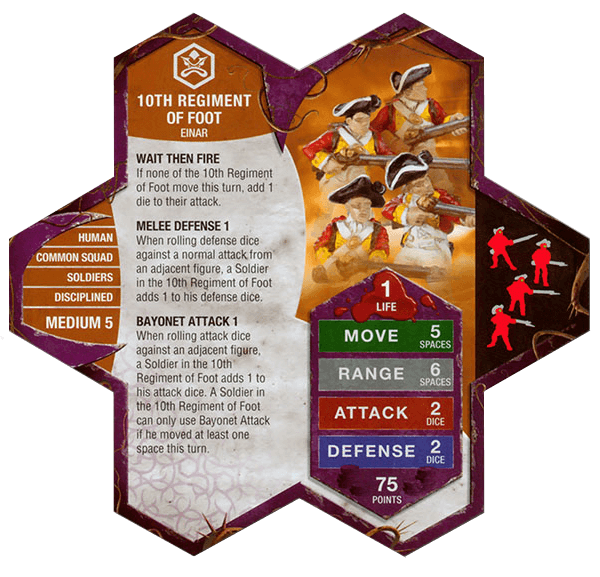 10TH REGIMENT
OF FOOT
EINAR
WAIT THEN FIRE
If none of the 10th Regiment
of Foot move this turn, add 1
die to their attack.
MELEE DEFENSE 1
When rolling defense dice
against a normal attack from
an adjacent figure, a Soldier
in the 10th Regiment of Foot
adds 1 to his defense dice.
BAYONET ATTACK 1
When rolling attack dice
against an adjacent figure,
a Soldier in the 10th
Regiment of Foot adds 1 to
his attack dice. A Soldier in
the 10th Regiment of Foot
can only use Bayonet Attack
if he moved at least one
space this turn.
HUMAN
COMMON SQUAD
SOLDIERS
DISCIPLINED
MEDIUM 5
1
LIFE
MOVE 5
SPACES
RANGE 6
SPACES
ATTACK 2
DICE
DEFENSE 2
DICE
75
POINTS